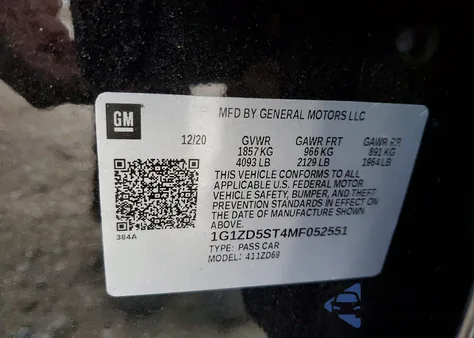 GM
MFD BY GENERAL MOTORS LLC
12/20 GVWR GAWR FRT GAWR RR
1857 KG 966 KG 891 KG
4093 LB 2129 LB 1964 LB
THIS VEHICLE CONFORMS TO ALL
APPLICABLE U.S. FEDERAL MOTOR
VEHICLE SAFETY, BUMPER, AND THEFT
PREVENTION STANDARDS IN EFFECT ON
THE DATE OF MANUFACTURE SHOWN
ABOVE.
1G1ZD5ST4MF052551
TYPE: PASS CAR
MODEL: 411ZD69
384A